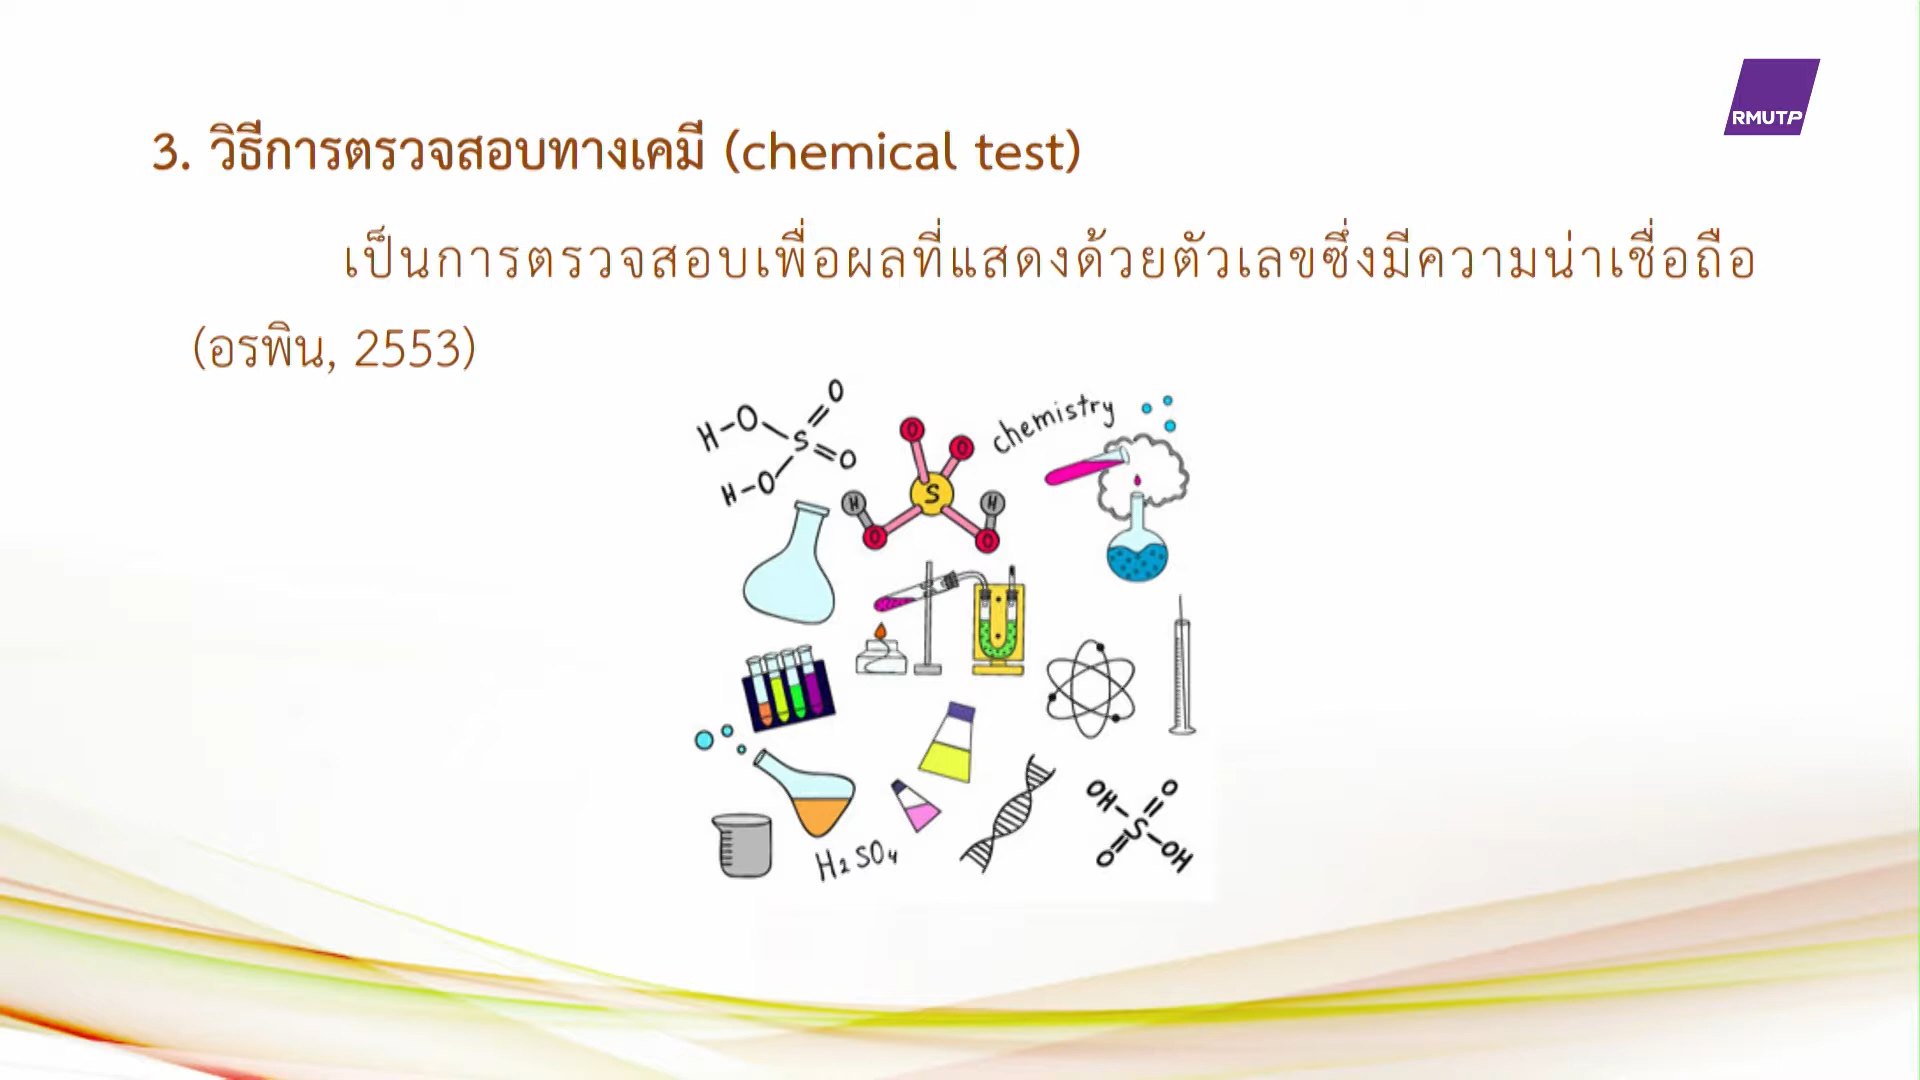 RMUTP
3. วิธีการตรวจสอบทางเคมี (chemical test)
เป็นการตรวจสอบเพื่อผลที่แสดงด้วยตัวเลขซึ่งมีความน่าเชื่อถือ
(อรพิน, 2553)
O
H-O
S
O
H-O
O
O
S
H
H
O
O
chemistry
H2SO4
OH
O
S
O
OH